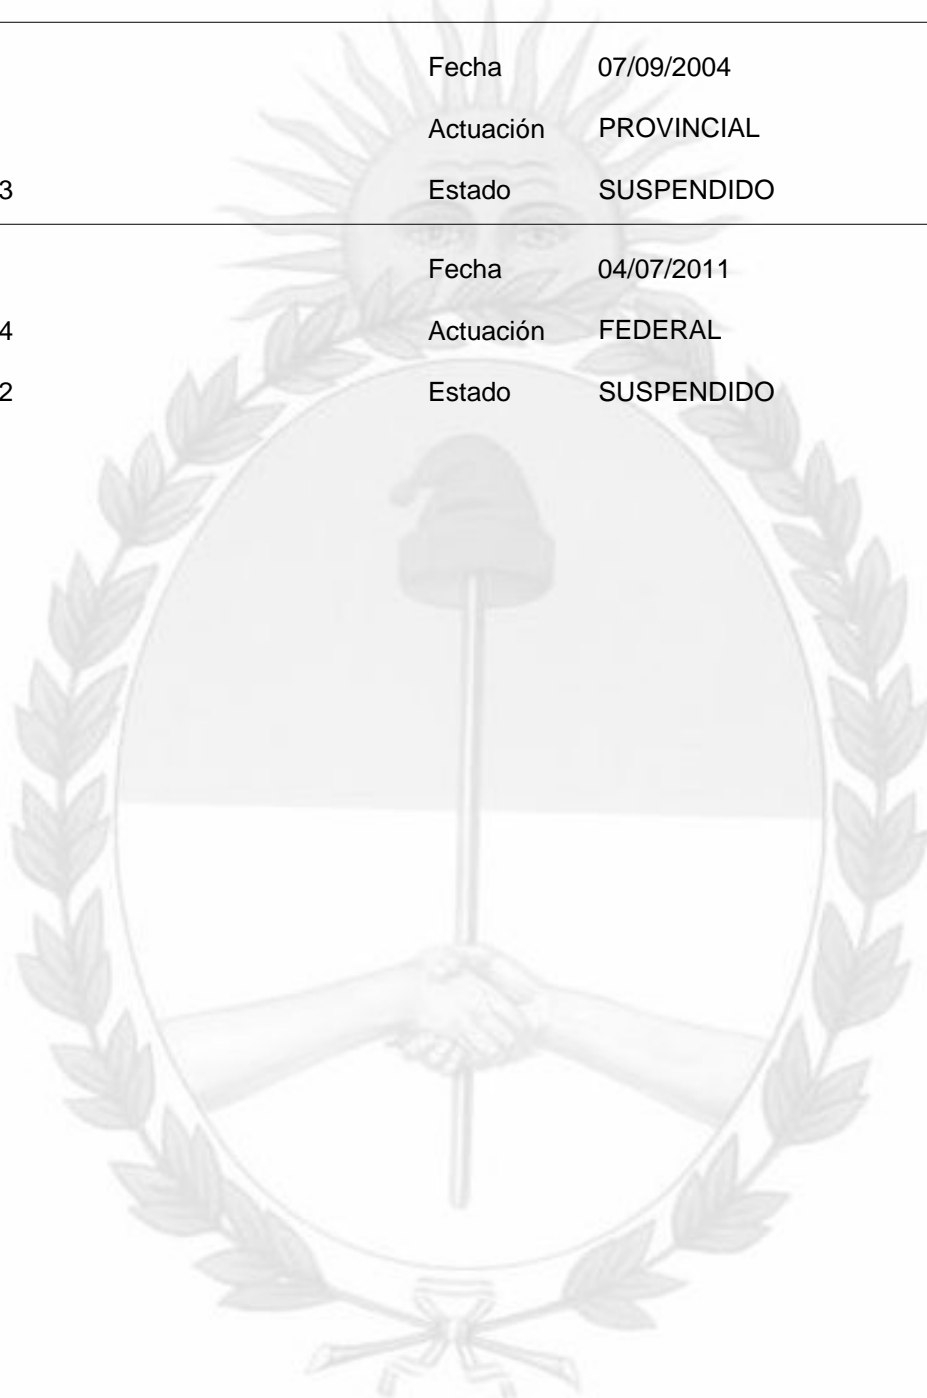 Fecha 07/09/2004
Actuación PROVINCIAL
3 Estado SUSPENDIDO
Fecha 04/07/2011
4 Actuación FEDERAL
2 Estado SUSPENDIDO